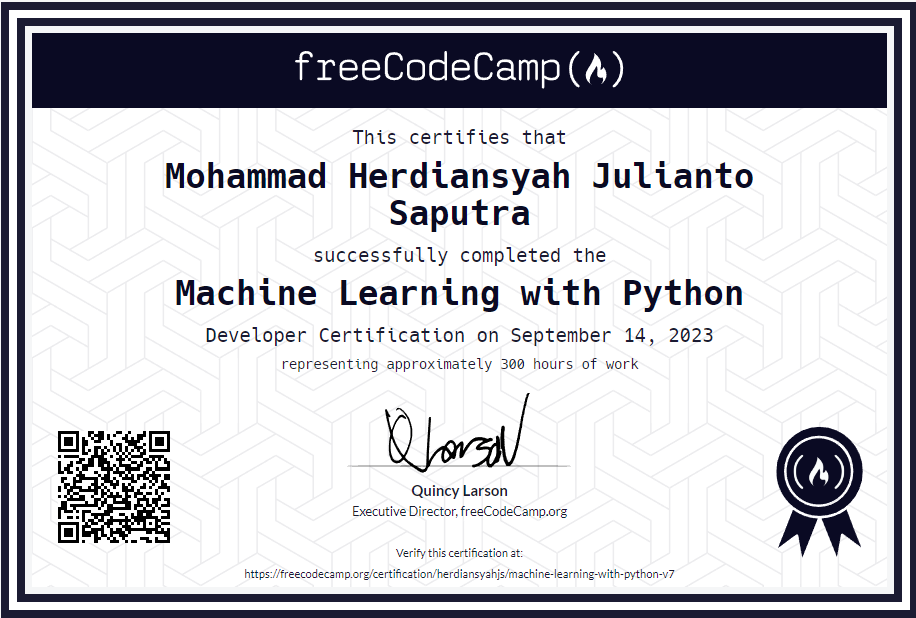 freeCodeCamp
This certifies that
Mohammad Herdiansyah Julianto
Saputra
successfully completed the
Machine Learning with Python
Developer Certification on September 14, 2023
representing approximately 300 hours of work
QLarson
Quincy Larson
Executive Director, freeCodeCamp.org
Verify this certification at:
https://freecodecamp.org/certification/herdiansyahjs/machine-learning-with-python-v7